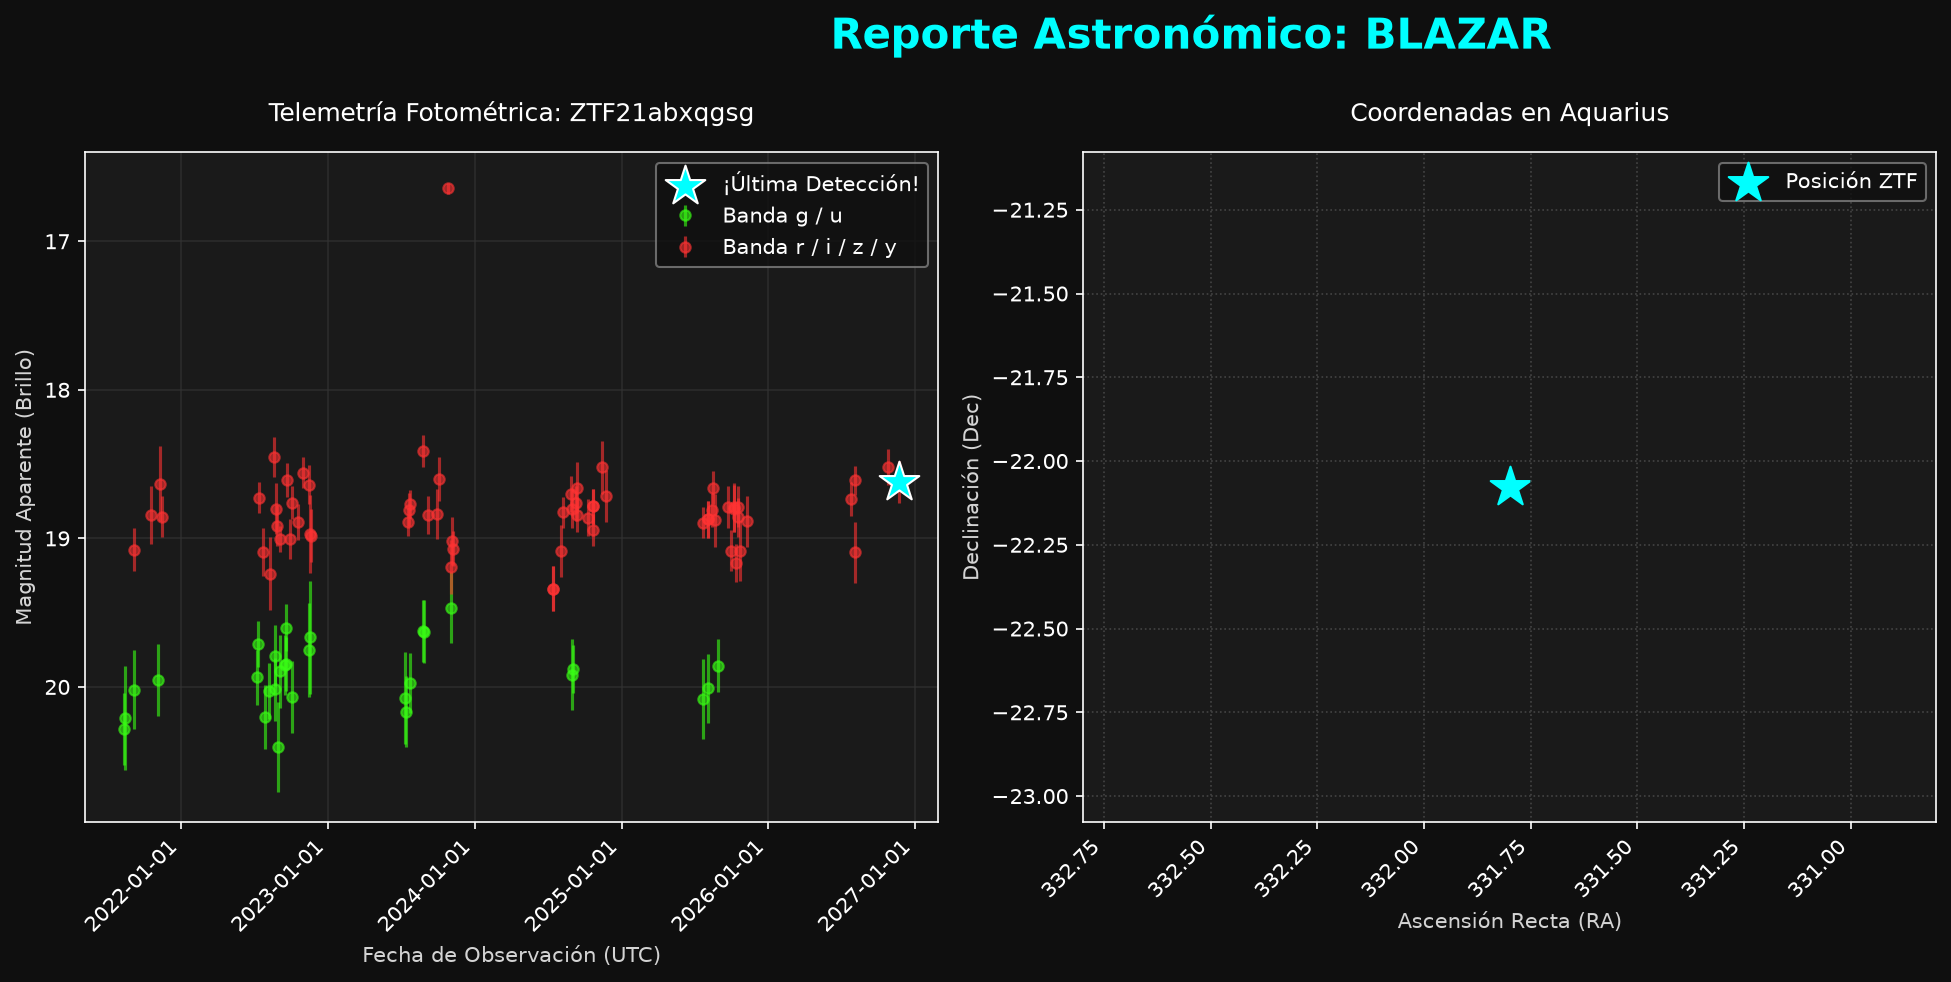 Reporte Astronómico: BLAZAR
Telemetría Fotométrica: ZTF21abxqgsg
¡Última Detección!
Banda g / u
Banda r / i / z / y
Magnitud Aparente (Brillo)
17
18
19
20
2022-01-01
2023-01-01
2024-01-01
2025-01-01
2026-01-01
2027-01-01
Fecha de Observación (UTC)
Coordenadas en Aquarius
Posición ZTF
Declinación (Dec)
−21.25
−21.50
−21.75
−22.00
−22.25
−22.50
−22.75
−23.00
332.75
332.50
332.25
332.00
331.75
331.50
331.25
331.00
Ascensión Recta (RA)